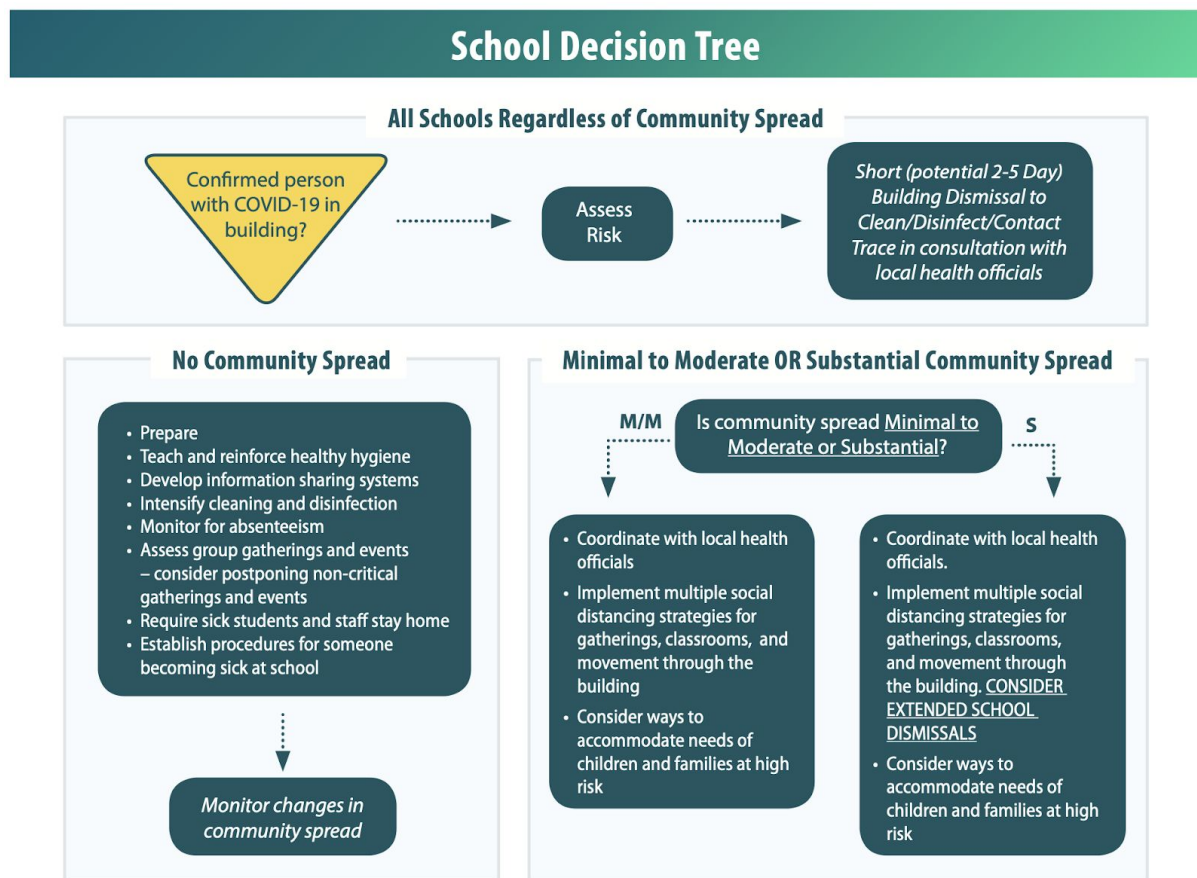 School Decision Tree
All Schools Regardless of Community Spread
Confirmed person
with COVID-19 in
building?
Assess
Risk
Short (potential 2-5 Day)
Building Dismissal to
Clean/Disinfect/Contact
Trace in consultation with
local health officials
No Community Spread
• Prepare
• Teach and reinforce healthy hygiene
• Develop information sharing systems
• Intensify cleaning and disinfection
• Monitor for absenteeism
• Assess group gatherings and events
– consider postponing non-critical
gatherings and events
• Require sick students and staff stay home
• Establish procedures for someone
becoming sick at school
Monitor changes in
community spread
Minimal to Moderate OR Substantial Community Spread
M/M
Is community spread Minimal to
Moderate or Substantial?
S
• Coordinate with local health
officials
• Implement multiple social
distancing strategies for
gatherings, classrooms, and
movement through the
building
• Consider ways to
accommodate needs of
children and families at high
risk
• Coordinate with local health
officials.
• Implement multiple social
distancing strategies for
gatherings, classrooms,
and movement through
the building. CONSIDER
EXTENDED SCHOOL
DISMISSALS
• Consider ways to
accommodate needs of
children and families at high
risk